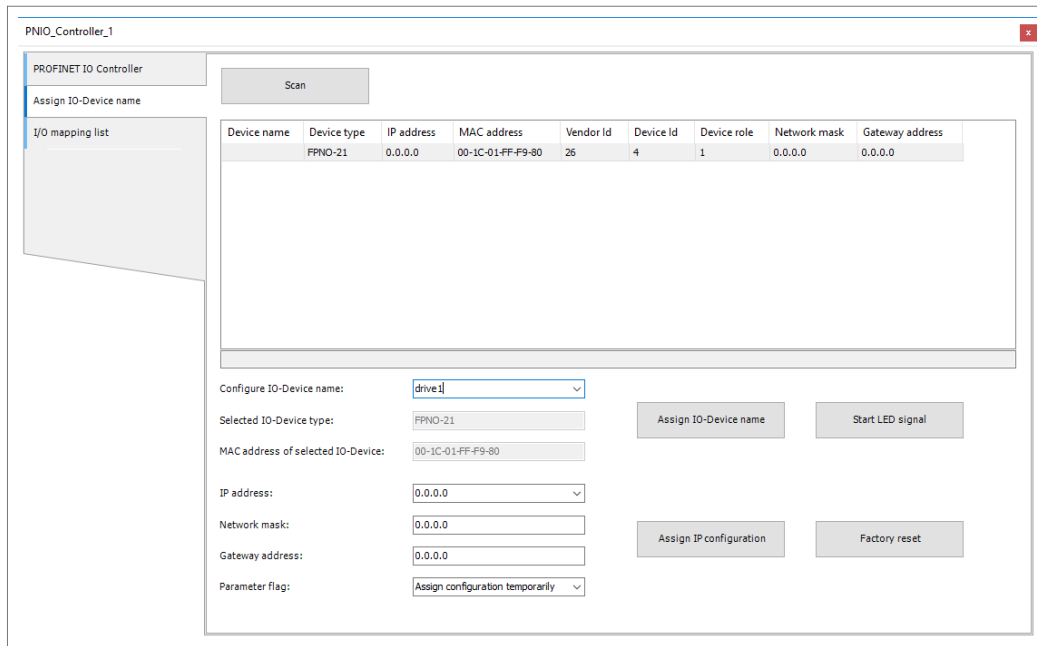 PNIO_Controller_1
x
PROFINET IO Controller
Assign IO-Device name
I/O mapping list
Scan
Device name Device type IP address MAC address Vendor Id Device Id Device role Network mask Gateway address
FPNO-21 0.0.0.0 00-1C-01-FF-F9-80 26 4 1 0.0.0.0 0.0.0.0
Configure IO-Device name: drive1
Selected IO-Device type: FPNO-21
Assign IO-Device name Start LED signal
MAC address of selected IO-Device: 00-1C-01-FF-F9-80
IP address: 0.0.0.0
Network mask: 0.0.0.0
Assign IP configuration Factory reset
Gateway address: 0.0.0.0
Parameter flag: Assign configuration temporarily